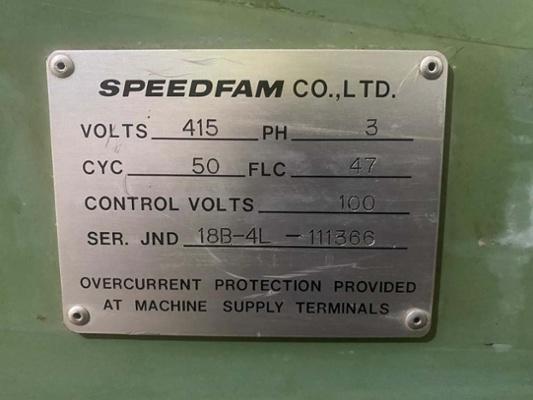 SPEEDFAM CO.,LTD.
VOLTS 415 PH 3
CYC 50 FLC 47
CONTROL VOLTS 100
SER. JND 18B-4L -111366
OVERCURRENT PROTECTION PROVIDED
AT MACHINE SUPPLY TERMINALS